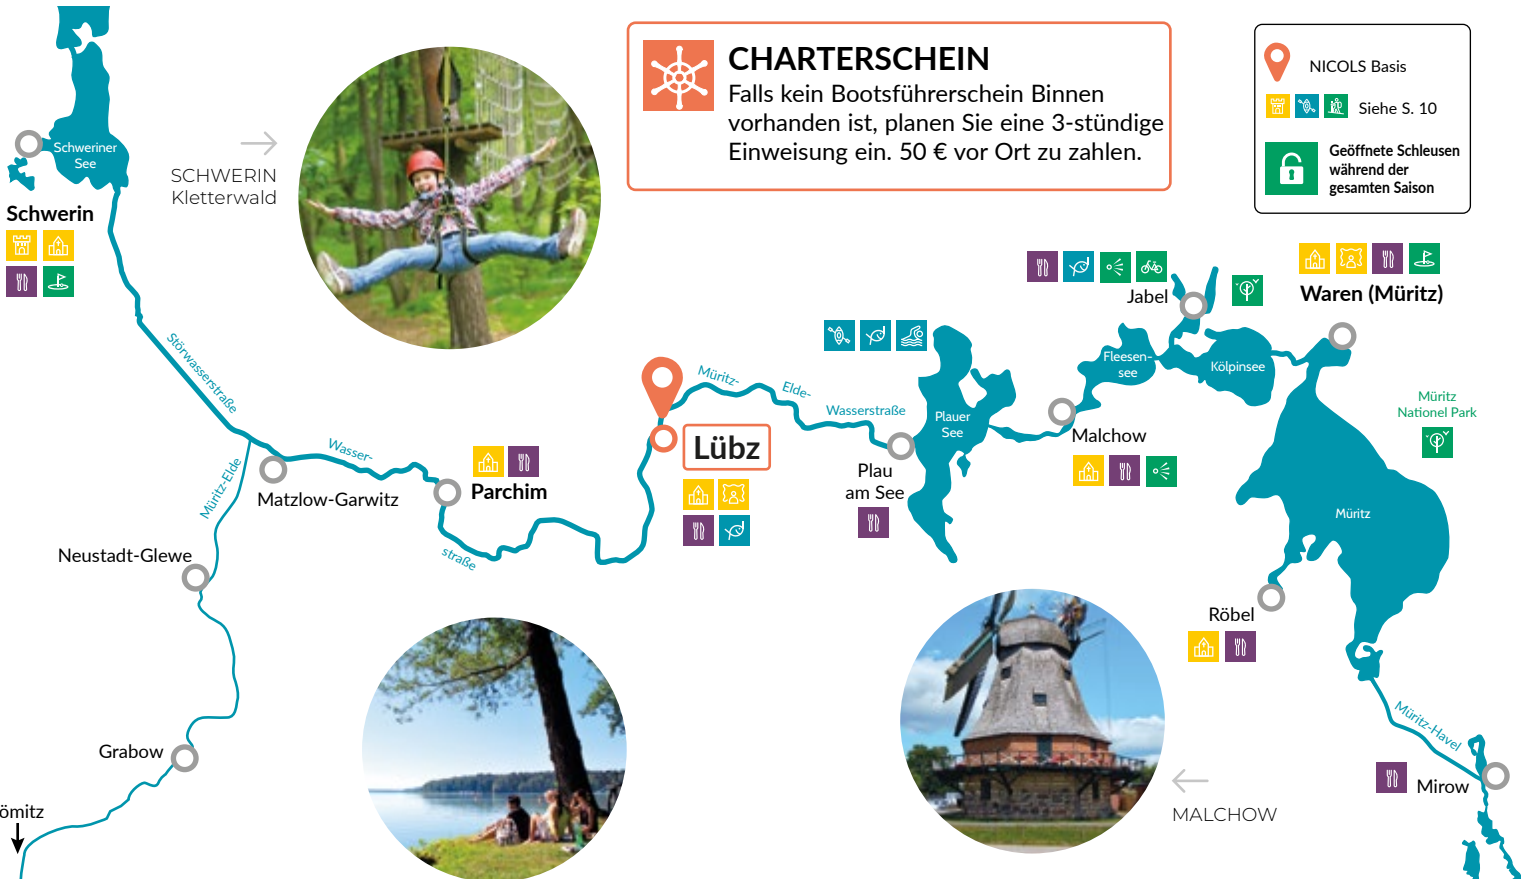 CHARTERSCHEIN
Falls kein Bootsführerschein Binnen
vorhanden ist, planen Sie eine 3-stündige
Einweisung ein. 50 € vor Ort zu zahlen.
NICOLS Basis
Siehe S. 10
Geöffnete Schleusen
während der
gesamten Saison
Schweriner
See
SCHWERIN
Kletterwald
Schwerin
Störwasserstraße
Müritz-Elde
Wasser-
straße
Matzlow-Garwitz
Parchim
Neustadt-Glewe
Grabow
ömitz
Lübz
Müritz-
Elde-
Wasserstraße
Plau
am See
Plauer
See
Malchow
Fleesen-
see
Jabel
Kölpinsee
Waren (Müritz)
Müritz
Nationel Park
Müritz
Röbel
Müritz-Havel
Mirow
MALCHOW